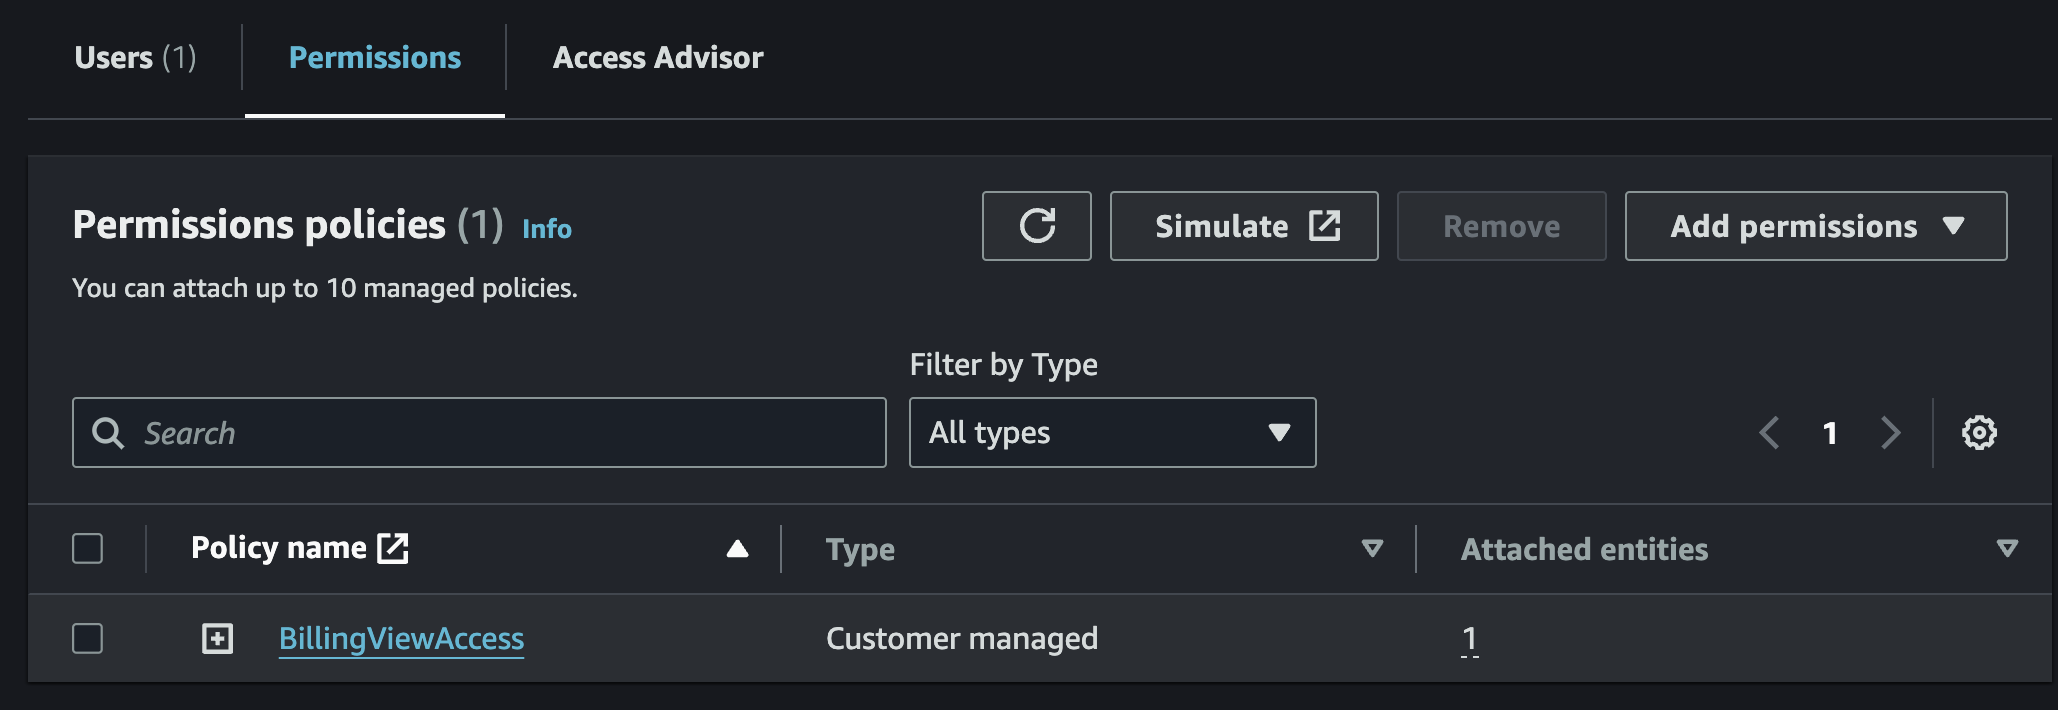 Users (1)
Permissions
Access Advisor
Permissions policies (1) Info
Simulate
Remove
Add permissions
You can attach up to 10 managed policies.
Filter by Type
Search
All types
1
Policy name
Type
Attached entities
BillingViewAccess
Customer managed
1